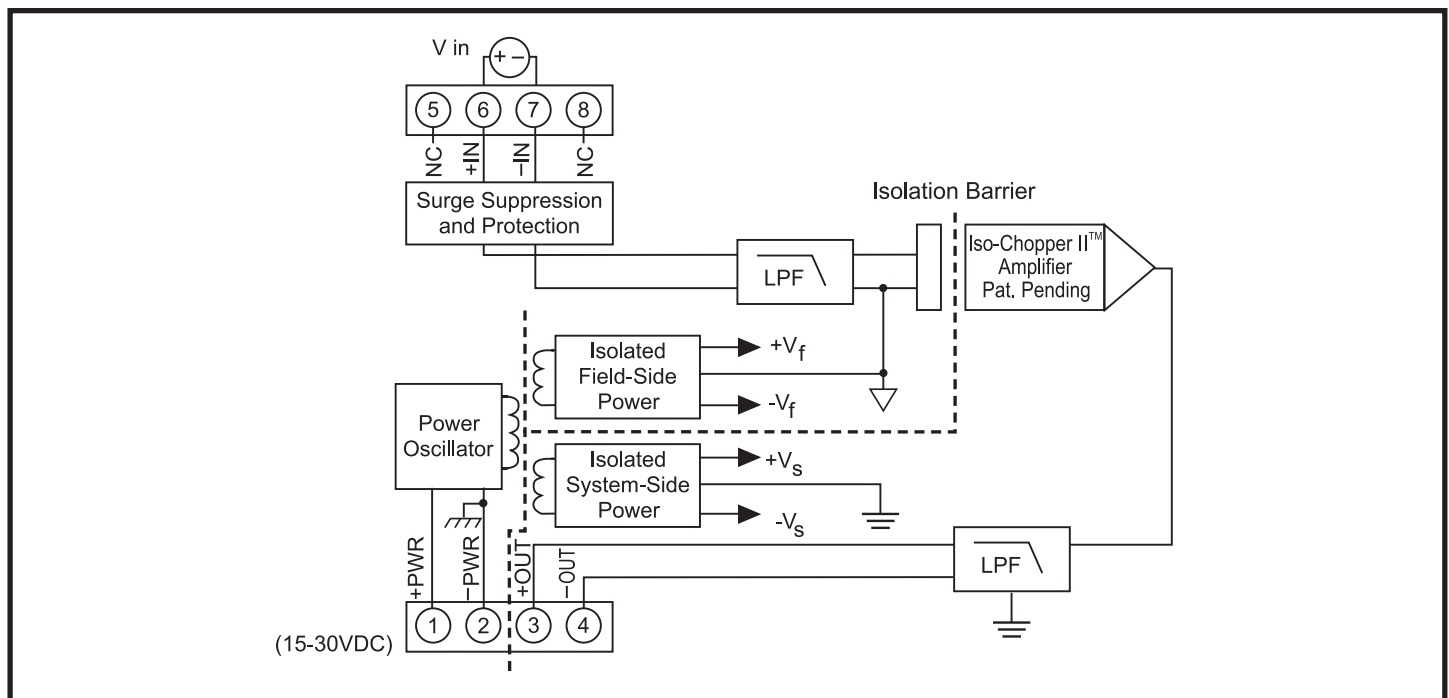 V in
+ −
5 6 7 8
NC +IN −IN NC
Surge Suppression
and Protection
Isolation Barrier
LPF
Iso-Chopper II™
Amplifier
Pat. Pending
Isolated
Field-Side
Power
+Vf
-Vf
Power
Oscillator
Isolated
System-Side
Power
+Vs
-Vs
+PWR −PWR +OUT −OUT
LPF
1 2 3 4
(15-30VDC)